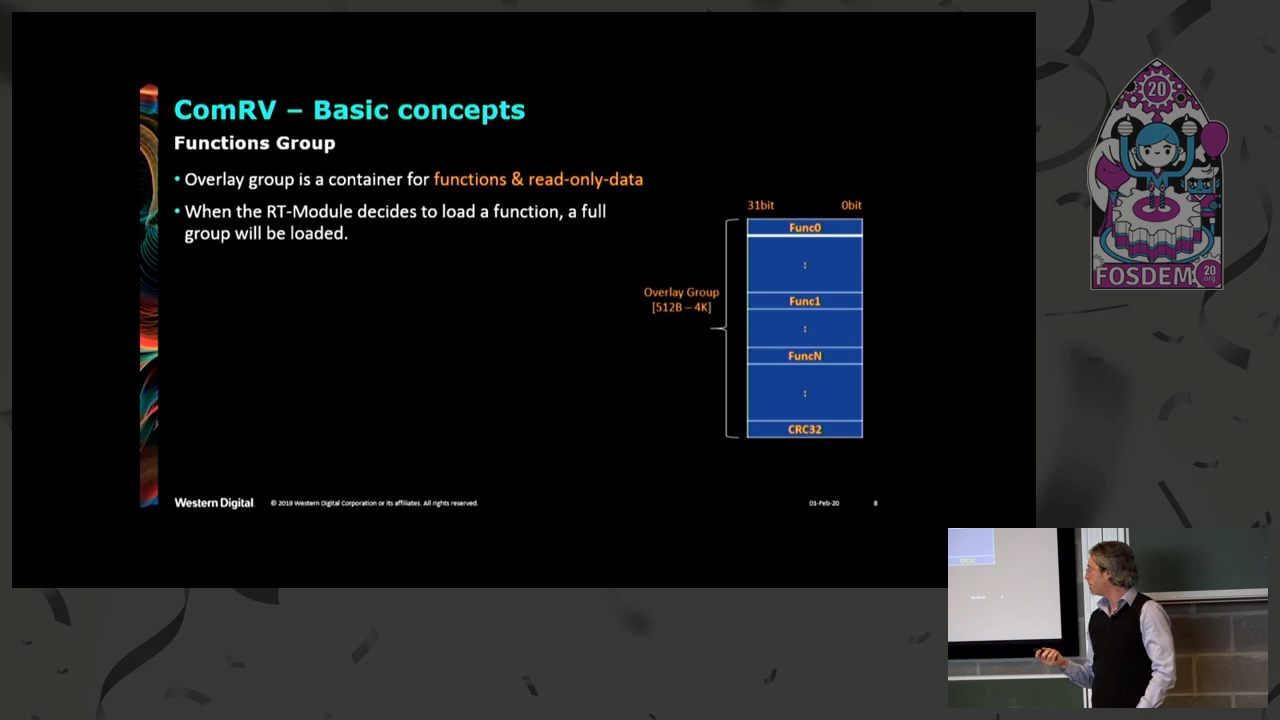 ComRV – Basic concepts
Functions Group
• Overlay group is a container for functions & read-only-data
• When the RT-Module decides to load a function, a full
group will be loaded.
31bit 0bit
Func0
:
Overlay Group
[512B – 4K]
Func1
:
FuncN
:
CRC32
Western Digital
© 2019 Western Digital Corporation or its affiliates. All rights reserved.
01-Feb-20
8
20
FOSDEM
20
.org
CRC32